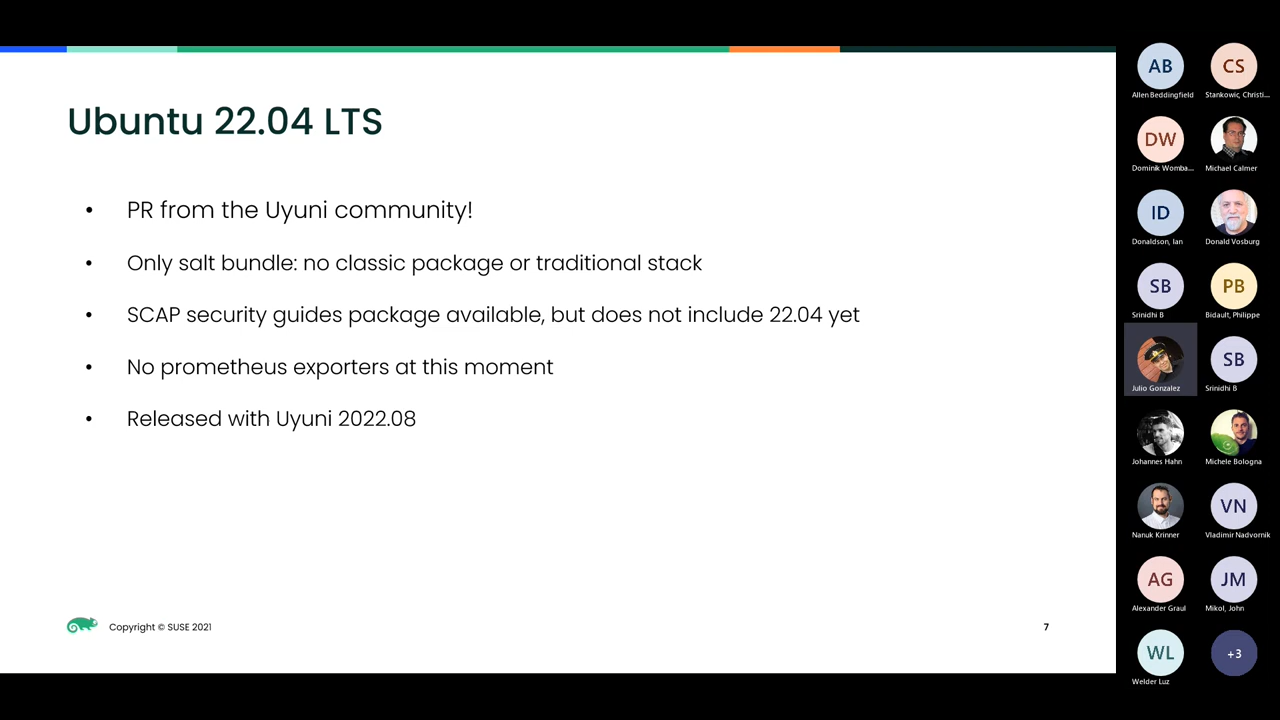 Ubuntu 22.04 LTS
• PR from the Uyuni community!
• Only salt bundle: no classic package or traditional stack
• SCAP security guides package available, but does not include 22.04 yet
• No prometheus exporters at this moment
• Released with Uyuni 2022.08
Copyright © SUSE 2021
7
AB
Allen Beddingfield
CS
Stankowic, Christi...
DW
Dominik Womba...
Michael Calmer
ID
Donaldson, Ian
Donald Vosburg
SB
Srinidhi B
PB
Bidault, Philippe
Julio Gonzalez
SB
Srinidhi B
Johannes Hahn
Michele Bologna
Nanuk Krinner
VN
Vladimir Nadvornik
AG
Alexander Graul
JM
Mikol, John
WL
Welder Luz
+3